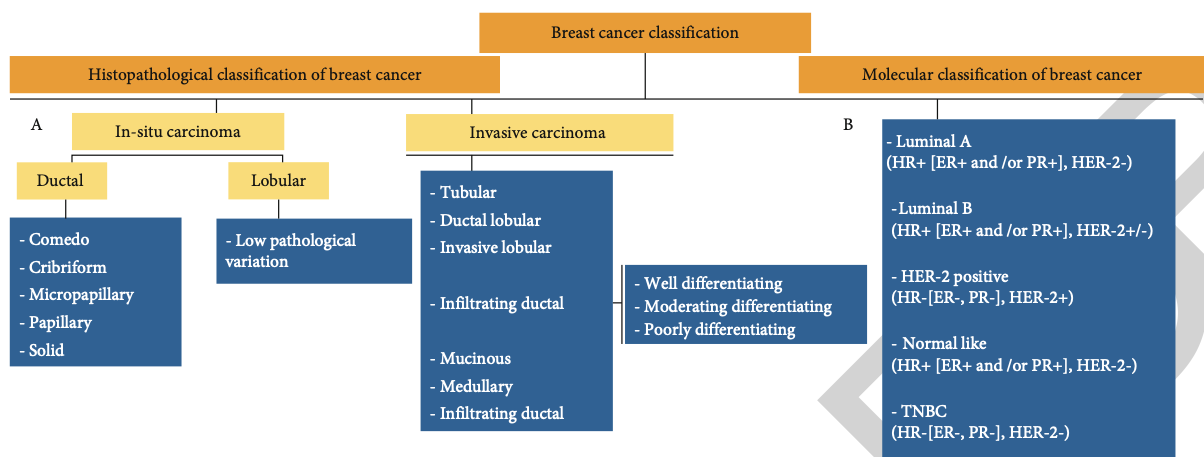 Breast cancer classification
Histopathological classification of breast cancer
Molecular classification of breast cancer
A
In-situ carcinoma
Ductal
- Comedo
- Cribriform
- Micropapillary
- Papillary
- Solid
Lobular
- Low pathological
variation
Invasive carcinoma
- Tubular
- Ductal lobular
- Invasive lobular
- Infiltrating ductal
- Well differentiating
- Moderating differentiating
- Poorly differentiating
- Mucinous
- Medullary
- Infiltrating ductal
B
- Luminal A
(HR+ [ER+ and /or PR+], HER-2-)
-Luminal B
(HR+ [ER+ and /or PR+], HER-2+/-)
- HER-2 positive
(HR-[ER-, PR-], HER-2+)
- Normal like
(HR+ [ER+ and /or PR+], HER-2-)
- TNBC
(HR-[ER-, PR-], HER-2-)